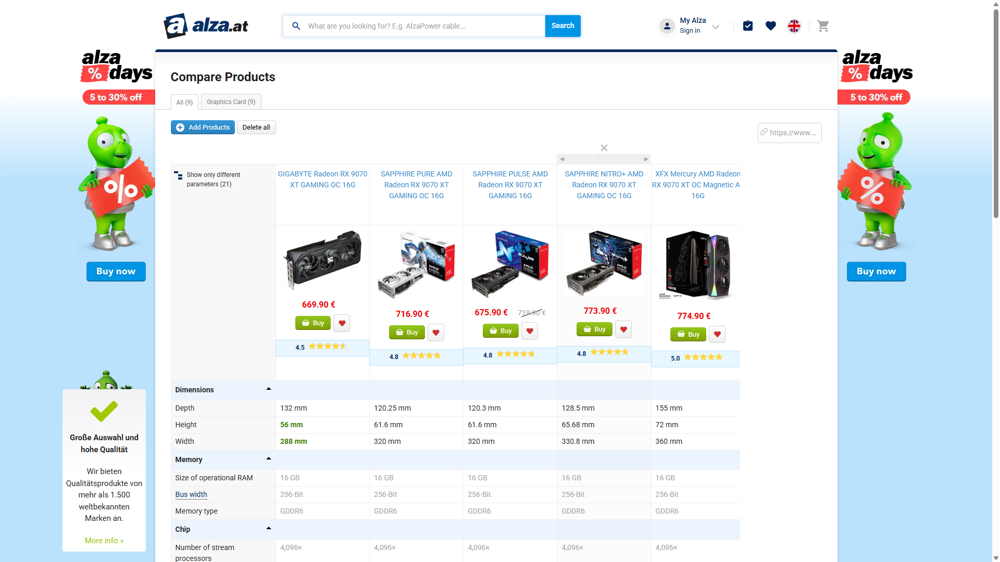 alza.at
What are you looking for? E.g. AlzaPower cable...
Search
My Alza
Sign in
alza
% days
5 to 30% off
%
Buy now
alza
% days
5 to 30% off
%
Buy now
Compare Products
All (9)
Graphics Card (9)
Add Products
Delete all
https://www....
Show only different
parameters (21)
GIGABYTE Radeon RX 9070
XT GAMING OC 16G
SAPPHIRE PURE AMD
Radeon RX 9070 XT
GAMING OC 16G
SAPPHIRE PULSE AMD
Radeon RX 9070 XT
GAMING 16G
SAPPHIRE NITRO+ AMD
Radeon RX 9070 XT
GAMING OC 16G
XFX Mercury AMD Radeon
RX 9070 XT OC Magnetic A
16G
669.90 €
Buy
4.5
716.90 €
Buy
4.8
675.90 € 719.90 €
Buy
4.8
773.90 €
Buy
4.8
774.90 €
Buy
5.0
Dimensions
Depth 132 mm 120.25 mm 120.3 mm 128.5 mm 155 mm
Height 56 mm 61.6 mm 61.6 mm 65.68 mm 72 mm
Width 288 mm 320 mm 320 mm 330.8 mm 360 mm
Memory
Size of operational RAM 16 GB 16 GB 16 GB 16 GB 16 GB
Bus width 256-Bit 256-Bit 256-Bit 256-Bit 256-Bit
Memory type GDDR6 GDDR6 GDDR6 GDDR6 GDDR6
Chip
Number of stream
processors
4,096× 4,096× 4,096× 4,096× 4,096×
Große Auswahl und
hohe Qualität
Wir bieten
Qualitätsprodukte von
mehr als 1.500
weltbekannten
Marken an.
More info »